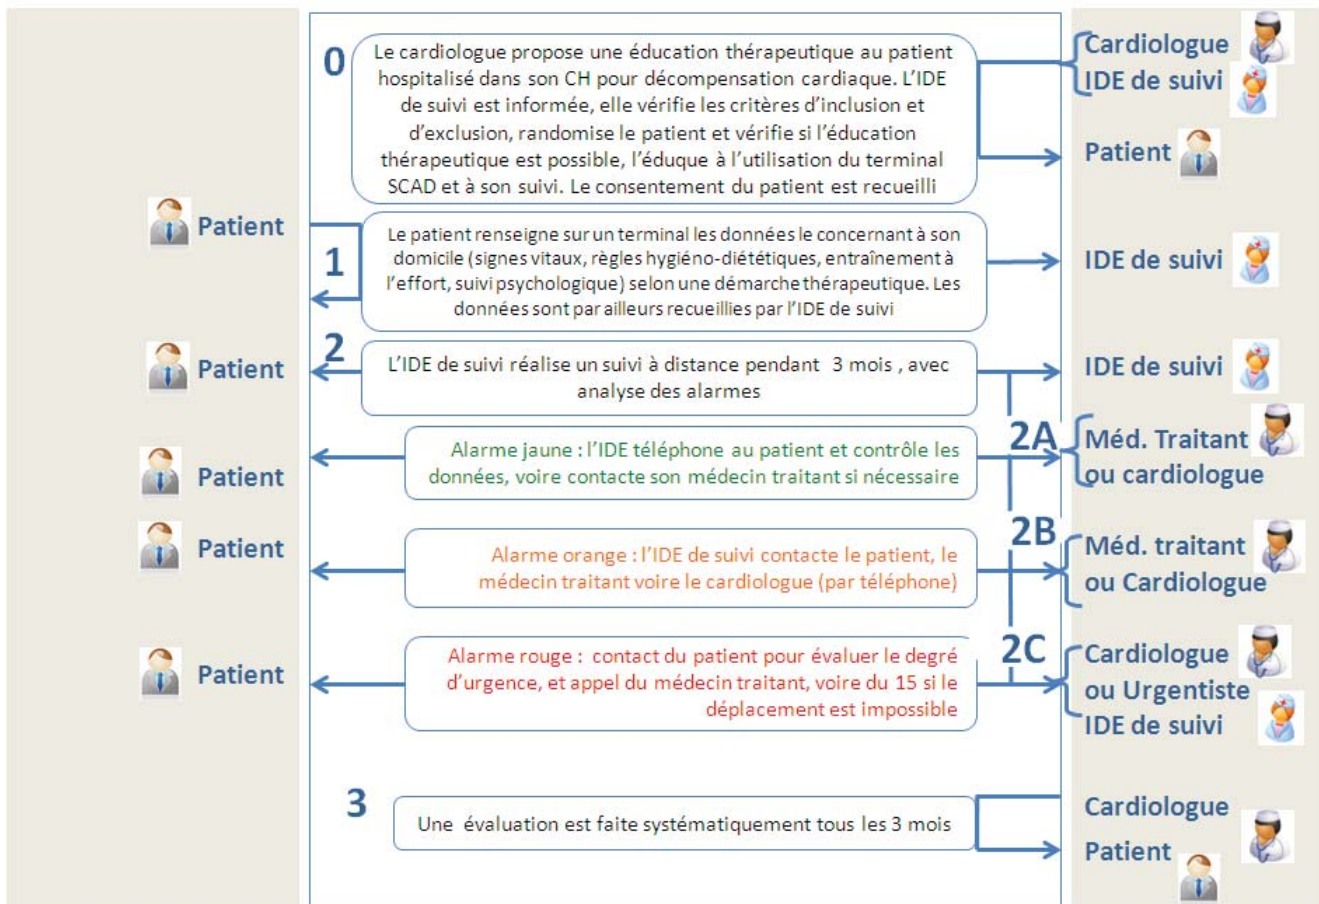 0
Le cardiologue propose une éducation thérapeutique au patient
hospitalisé dans son CH pour décompensation cardiaque. L'IDE
de suivi est informée, elle vérifie les critères d'inclusion et
d'exclusion, randomise le patient et vérifie si l'éducation
thérapeutique est possible, l'éduque à l'utilisation du terminal
SCAD et à son suivi. Le consentement du patient est recueilli
Cardiologue
IDE de suivi
Patient
Patient
1
Le patient renseigne sur un terminal les données le concernant à son
domicile (signes vitaux, règles hygiéno-diététiques, entraînement à
l'effort, suivi psychologique) selon une démarche thérapeutique. Les
données sont par ailleurs recueillies par l'IDE de suivi
IDE de suivi
Patient
2
L'IDE de suivi réalise un suivi à distance pendant 3 mois , avec
analyse des alarmes
IDE de suivi
Patient
Alarme jaune : l'IDE téléphone au patient et contrôle les
données, voire contacte son médecin traitant si nécessaire
2A
Méd. Traitant
ou cardiologue
Patient
Alarme orange : l'IDE de suivi contacte le patient, le
médecin traitant voire le cardiologue (par téléphone)
2B
Méd. traitant
ou Cardiologue
Patient
Alarme rouge : contact du patient pour évaluer le degré
d'urgence, et appel du médecin traitant, voire du 15 si le
déplacement est impossible
2C
Cardiologue
ou Urgentiste
IDE de suivi
3
Une évaluation est faite systématiquement tous les 3 mois
Cardiologue
Patient